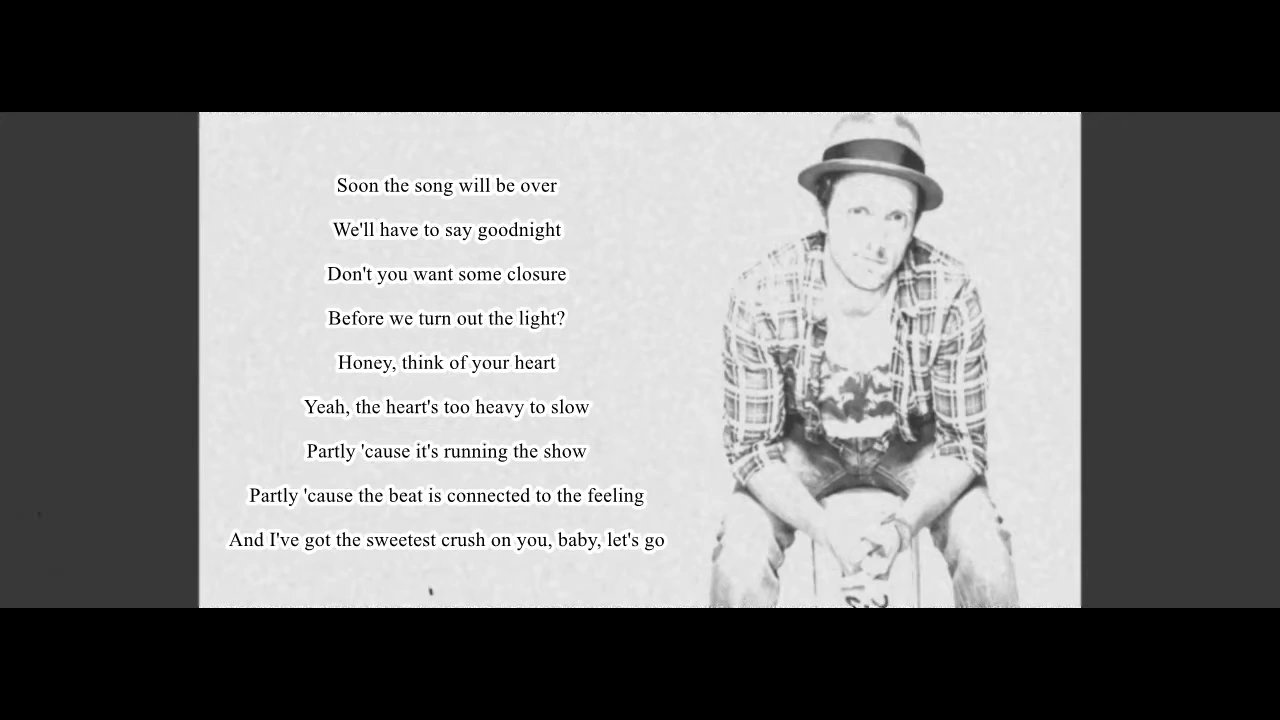 Soon the song will be over
We'll have to say goodnight
Don't you want some closure
Before we turn out the light?
Honey, think of your heart
Yeah, the heart's too heavy to slow
Partly 'cause it's running the show
Partly 'cause the beat is connected to the feeling
And I've got the sweetest crush on you, baby, let's go